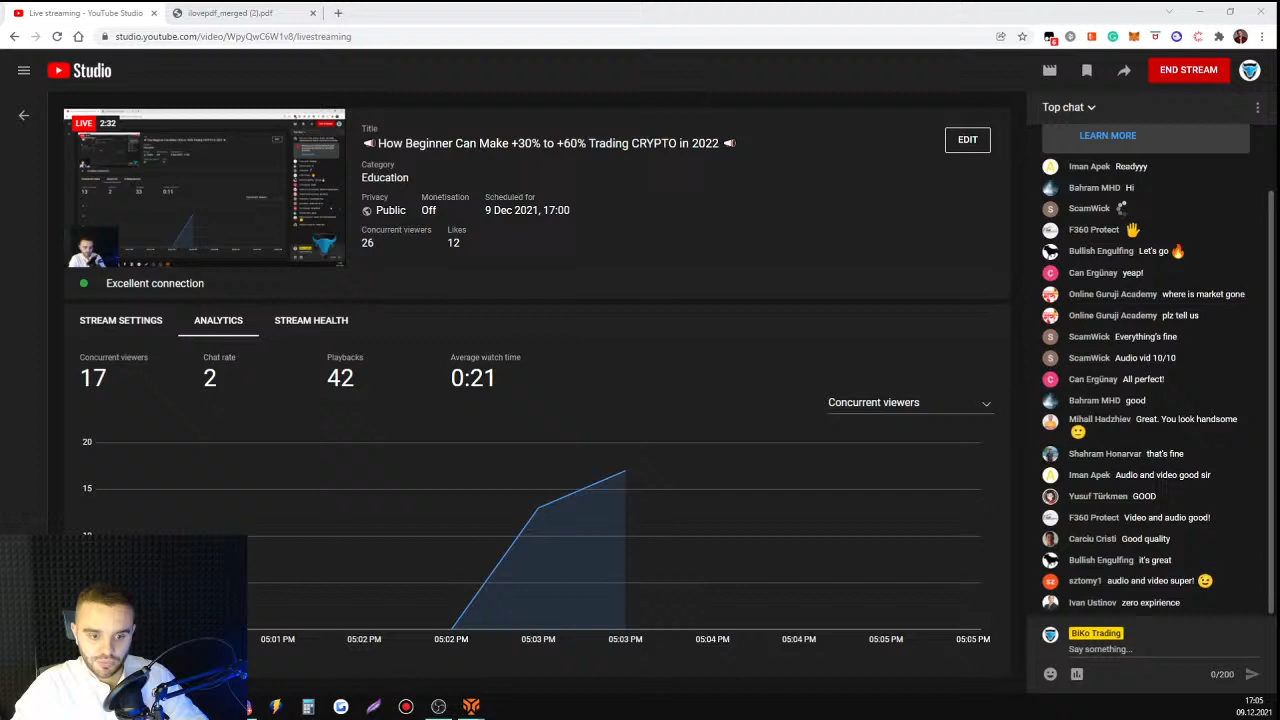 Live streaming - YouTube Studio
ilovepdf_merged (2).pdf
studio.youtube.com/video/WpyQwC6W1v8/livestreaming
6
Studio
END STREAM
LIVE 2:32
Title
How Beginner Can Make +30% to +60% Trading CRYPTO in 2022
EDIT
Category
Education
Privacy Monetisation Scheduled for
Public Off 9 Dec 2021, 17:00
Concurrent viewers Likes
26 12
Excellent connection
STREAM SETTINGS ANALYTICS STREAM HEALTH
Concurrent viewers Chat rate Playbacks Average watch time
17 2 42 0:21
Concurrent viewers
20
15
05:01 PM 05:02 PM 05:02 PM 05:03 PM 05:03 PM 05:04 PM 05:04 PM 05:05 PM 05:05 PM
Top chat
LEARN MORE
A Iman Apek Readyyy
Bahram MHD Hi
S ScamWick
F360 Protect 🖐
Bullish Engulfing Let's go 🔥
C Can Ergünay yeap!
Online Guruji Academy where is market gone
Online Guruji Academy plz tell us
S ScamWick Everything's fine
S ScamWick Audio vid 10/10
C Can Ergünay All perfect!
Bahram MHD good
Mihail Hadzhiev Great. You look handsome
🙂
Shahram Honarvar that's fine
A Iman Apek Audio and video good sir
Yusuf Türkmen GOOD
F360 Protect Video and audio good!
Carciu Cristi Good quality
Bullish Engulfing it's great
sz sztomy1 audio and video super! 😉
Ivan Ustinov zero expirience
BiKo Trading
Say something...
0/200
17:05
09.12.2021